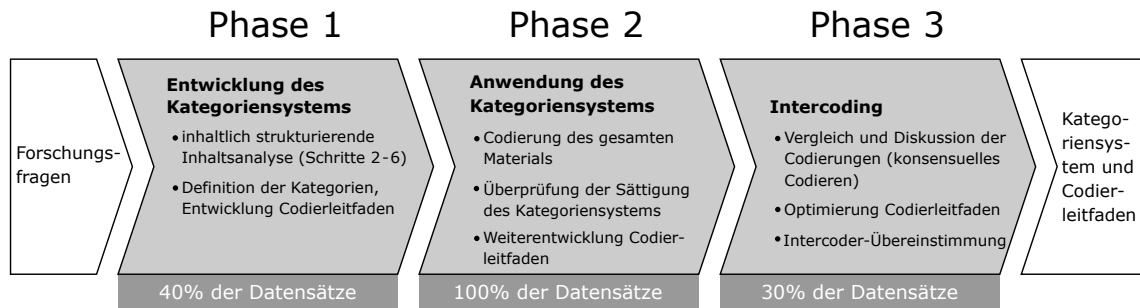 Phase 1
Phase 2
Phase 3
Forschungs-
fragen
Entwicklung des
Kategoriensystems
• inhaltlich strukturierende
Inhaltsanalyse (Schritte 2-6)
• Definition der Kategorien,
Entwicklung Codierleitfaden
40% der Datensätze
Anwendung des
Kategoriensystems
• Codierung des gesamten
Materials
• Überprüfung der Sättigung
des Kategoriensystems
• Weiterentwicklung Codier-
leitfaden
100% der Datensätze
Intercoding
• Vergleich und Diskussion der
Codierungen (konsensuelles
Codieren)
• Optimierung Codierleitfaden
• Intercoder-Übereinstimmung
30% der Datensätze
Katego-
riensys-
tem und
Codier-
leitfaden